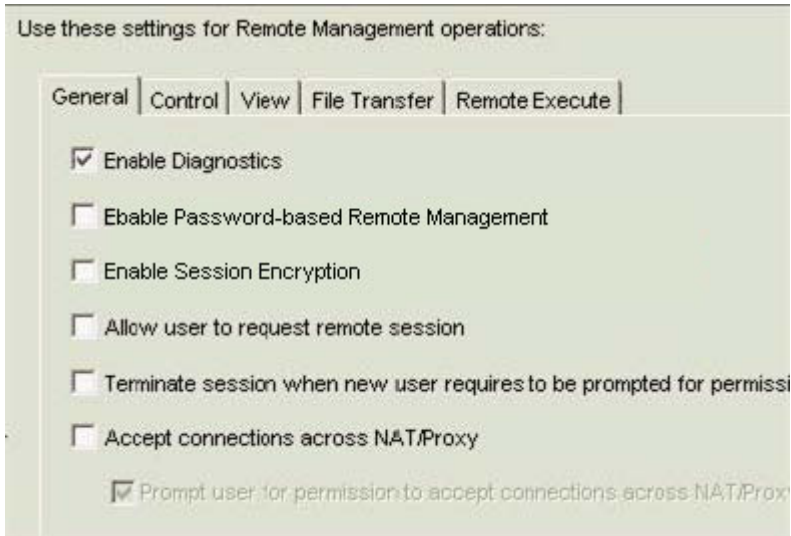 Use these settings for Remote Management operations:
General Control View File Transfer Remote Execute
Enable Diagnostics
Ebable Password-based Remote Management
Enable Session Encryption
Allow user to request remote session
Terminate session when new user requires to be prompted for permissi
Accept connections across NAT/Proxy
Prompt user for permission to accept connections across NAT/Proxy